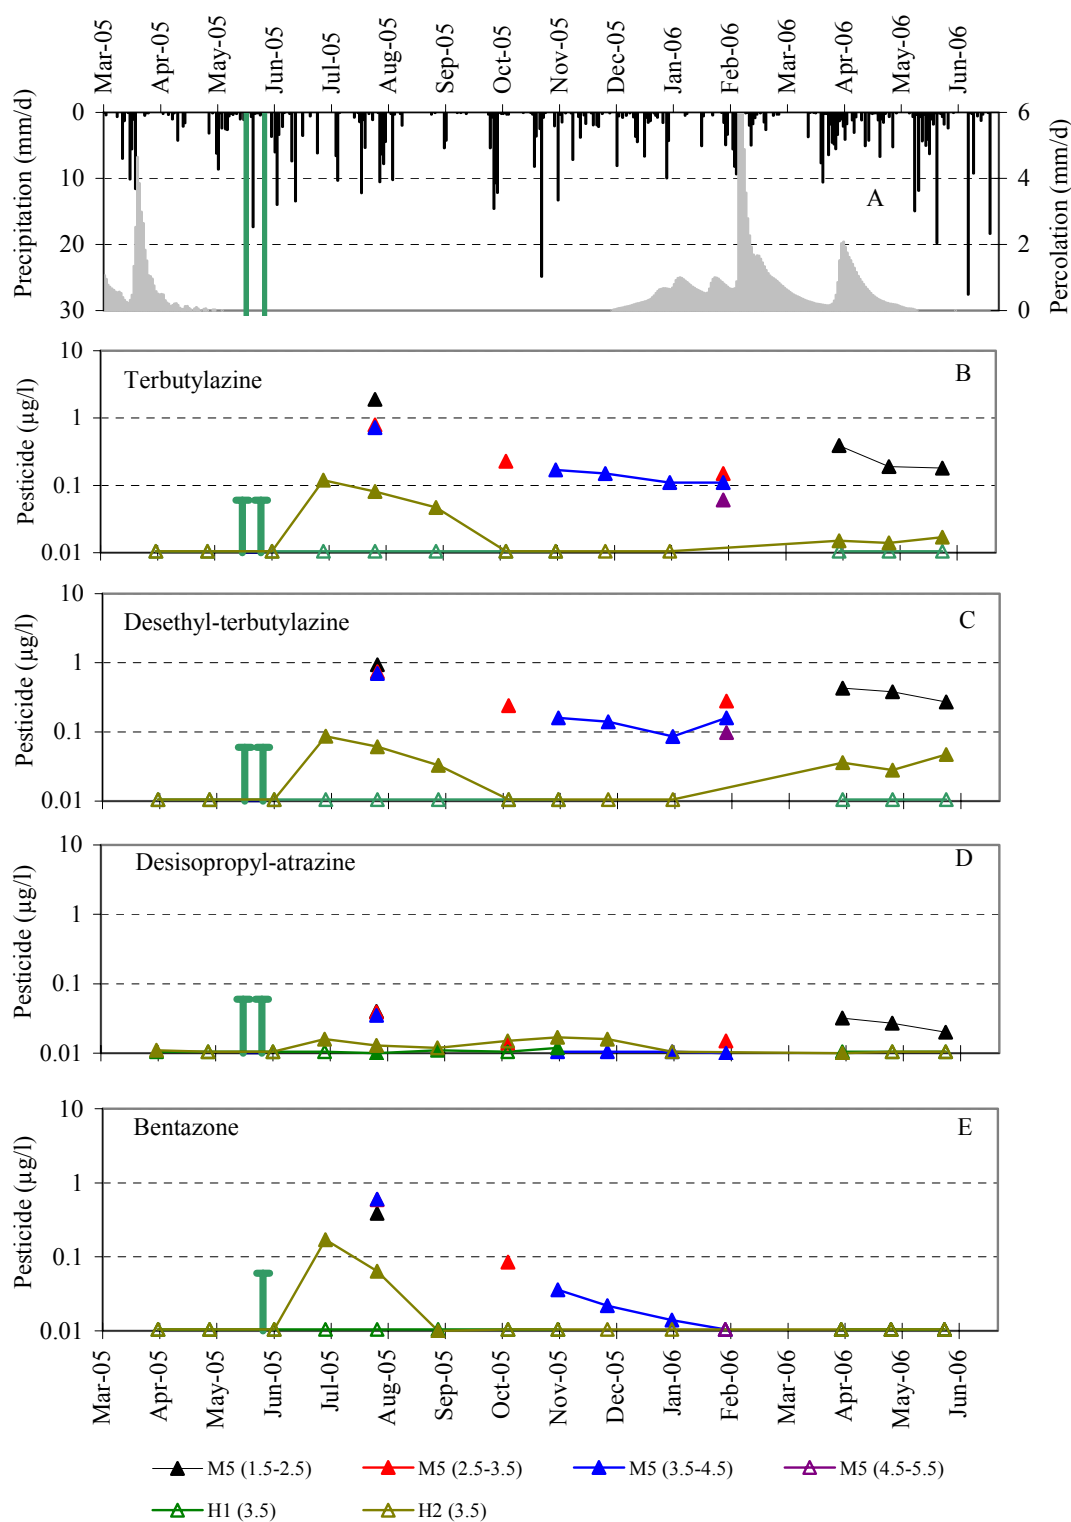 Mar-05 Apr-05 May-05 Jun-05 Jul-05 Aug-05 Sep-05 Oct-05 Nov-05 Dec-05 Jan-06 Feb-06 Mar-06 Apr-06 May-06 Jun-06
Precipitation (mm/d)
0
10
20
30
A
6
4
2
0
Percolation (mm/d)
Pesticide (µg/l)
10
1
0.1
0.01
Terbutylazine
B
Pesticide (µg/l)
10
1
0.1
0.01
Desethyl-terbutylazine
C
Pesticide (µg/l)
10
1
0.1
0.01
Desisopropyl-atrazine
D
Pesticide (µg/l)
10
1
0.1
0.01
Bentazone
E
Mar-05 Apr-05 May-05 Jun-05 Jul-05 Aug-05 Sep-05 Oct-05 Nov-05 Dec-05 Jan-06 Feb-06 Mar-06 Apr-06 May-06 Jun-06
M5 (1.5-2.5) M5 (2.5-3.5) M5 (3.5-4.5) M5 (4.5-5.5)
H1 (3.5) H2 (3.5)